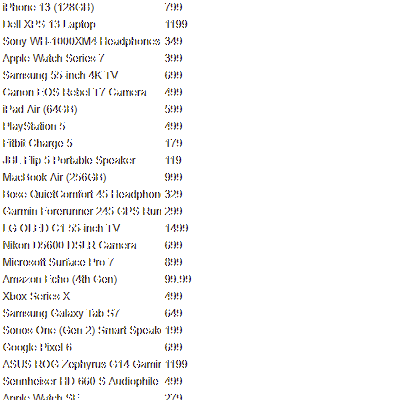 iPhone 13 (128GB) 799
Dell XPS 13 Laptop 1199
Sony WH-1000XM4 Headphones 349
Apple Watch Series 7 399
Samsung 55-inch 4K TV 699
Canon EOS Rebel T7 Camera 499
iPad Air (64GB) 599
PlayStation 5 499
Fitbit Charge 5 179
JBL Flip 5 Portable Speaker 119
MacBook Air (256GB) 999
Bose QuietComfort 45 Headphon 329
Garmin Forerunner 245 GPS Run 299
LG OLED C1 55-inch TV 1499
Nikon D5600 DSLR Camera 699
Microsoft Surface Pro 7 899
Amazon Echo (4th Gen) 99.99
Xbox Series X 499
Samsung Galaxy Tab S7 649
Sonos One (Gen 2) Smart Speake 199
Google Pixel 6 699
ASUS ROG Zephyrus G14 Gamin 1199
Sennheiser HD 660 S Audiophile 499
Apple Watch SE 279